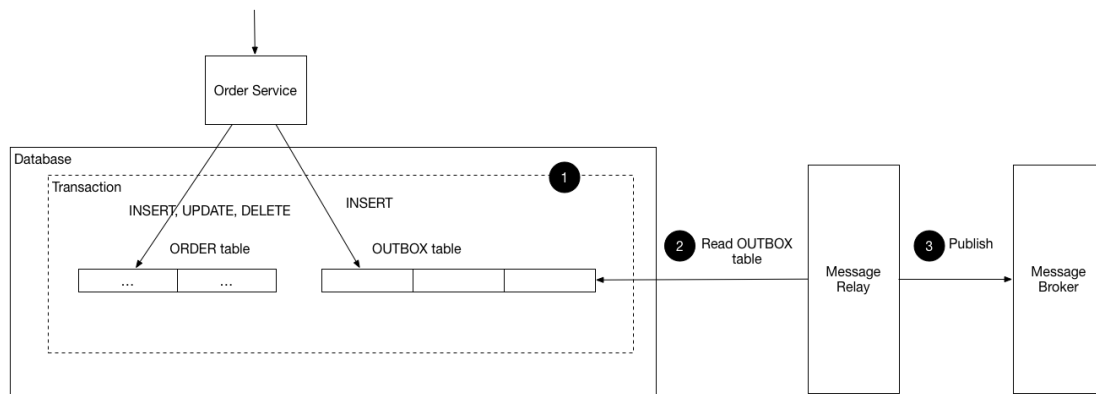 Order Service
Database
Transaction
1
INSERT, UPDATE, DELETE
INSERT
ORDER table
OUTBOX table
...
...
2
Read OUTBOX
table
3
Publish
Message
Relay
Message
Broker